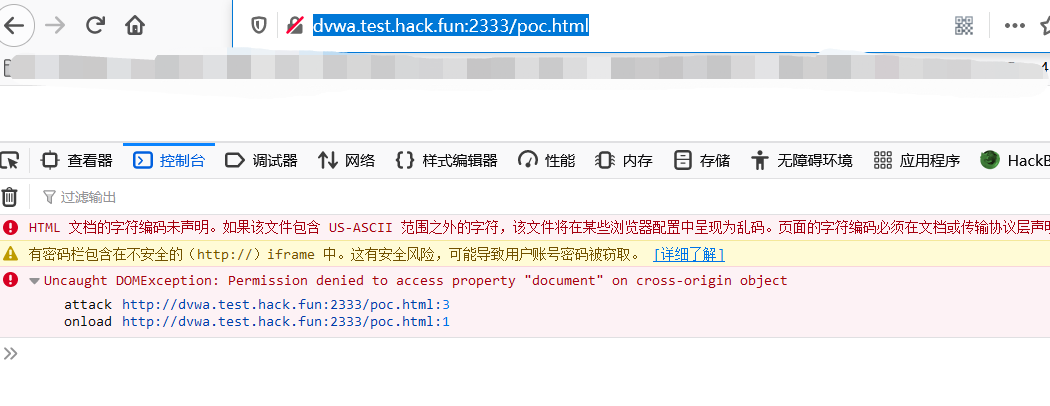 dvwa.test.hack.fun:2333/poc.html
查看器 控制台 调试器 网络 样式编辑器 性能 内存 存储 无障碍环境 应用程序 HackB
过滤输出
HTML 文档的字符编码未声明。如果该文件包含 US-ASCII 范围之外的字符，该文件将在某些浏览器配置中呈现为乱码。页面的字符编码必须在文档或传输协议层声明
有密码栏包含在不安全的（http://）iframe 中。这有安全风险，可能导致用户账号密码被窃取。 [详细了解]
Uncaught DOMException: Permission denied to access property "document" on cross-origin object
attack http://dvwa.test.hack.fun:2333/poc.html:3
onload http://dvwa.test.hack.fun:2333/poc.html:1